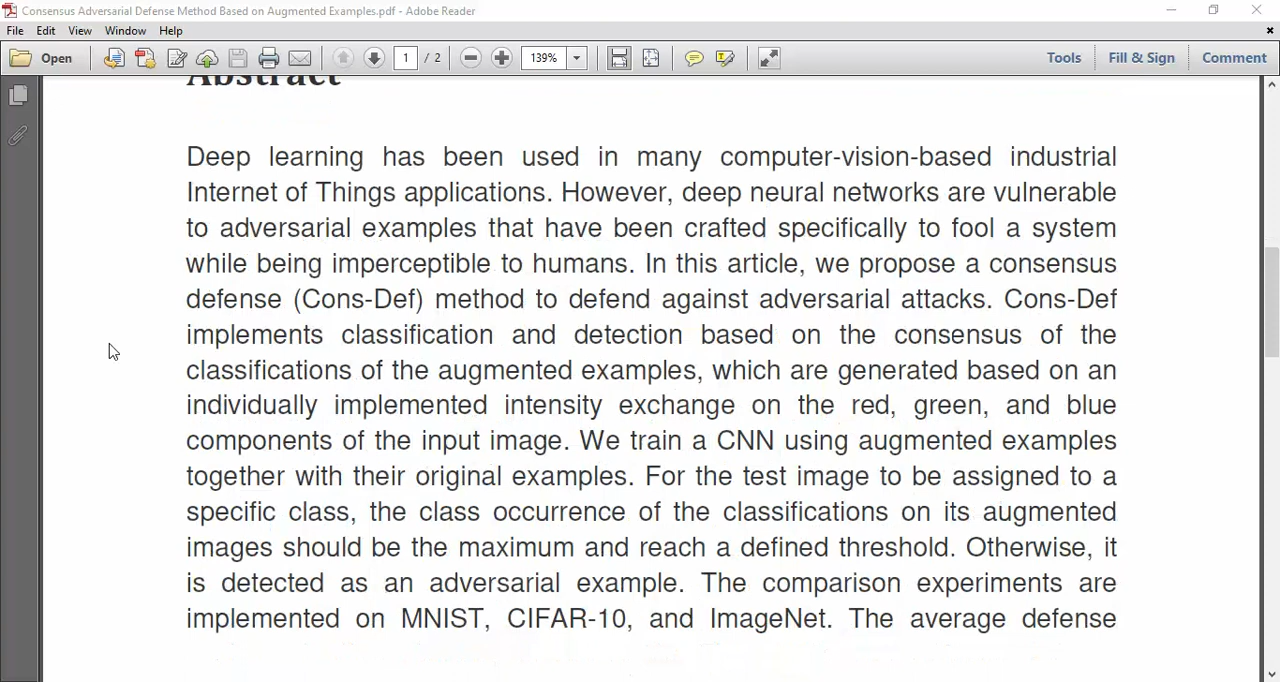 Consensus Adversarial Defense Method Based on Augmented Examples.pdf - Adobe Reader
File Edit View Window Help
Open 1 / 2 139% Tools Fill & Sign Comment
Abstract
Deep learning has been used in many computer-vision-based industrial
Internet of Things applications. However, deep neural networks are vulnerable
to adversarial examples that have been crafted specifically to fool a system
while being imperceptible to humans. In this article, we propose a consensus
defense (Cons-Def) method to defend against adversarial attacks. Cons-Def
implements classification and detection based on the consensus of the
classifications of the augmented examples, which are generated based on an
individually implemented intensity exchange on the red, green, and blue
components of the input image. We train a CNN using augmented examples
together with their original examples. For the test image to be assigned to a
specific class, the class occurrence of the classifications on its augmented
images should be the maximum and reach a defined threshold. Otherwise, it
is detected as an adversarial example. The comparison experiments are
implemented on MNIST, CIFAR-10, and ImageNet. The average defense